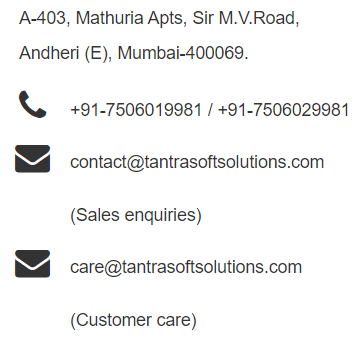 A-403, Mathuria Apts, Sir M.V.Road,
Andheri (E), Mumbai-400069.
+91-7506019981 / +91-7506029981
contact@tantrasoftsolutions.com
(Sales enquiries)
care@tantrasoftsolutions.com
(Customer care)